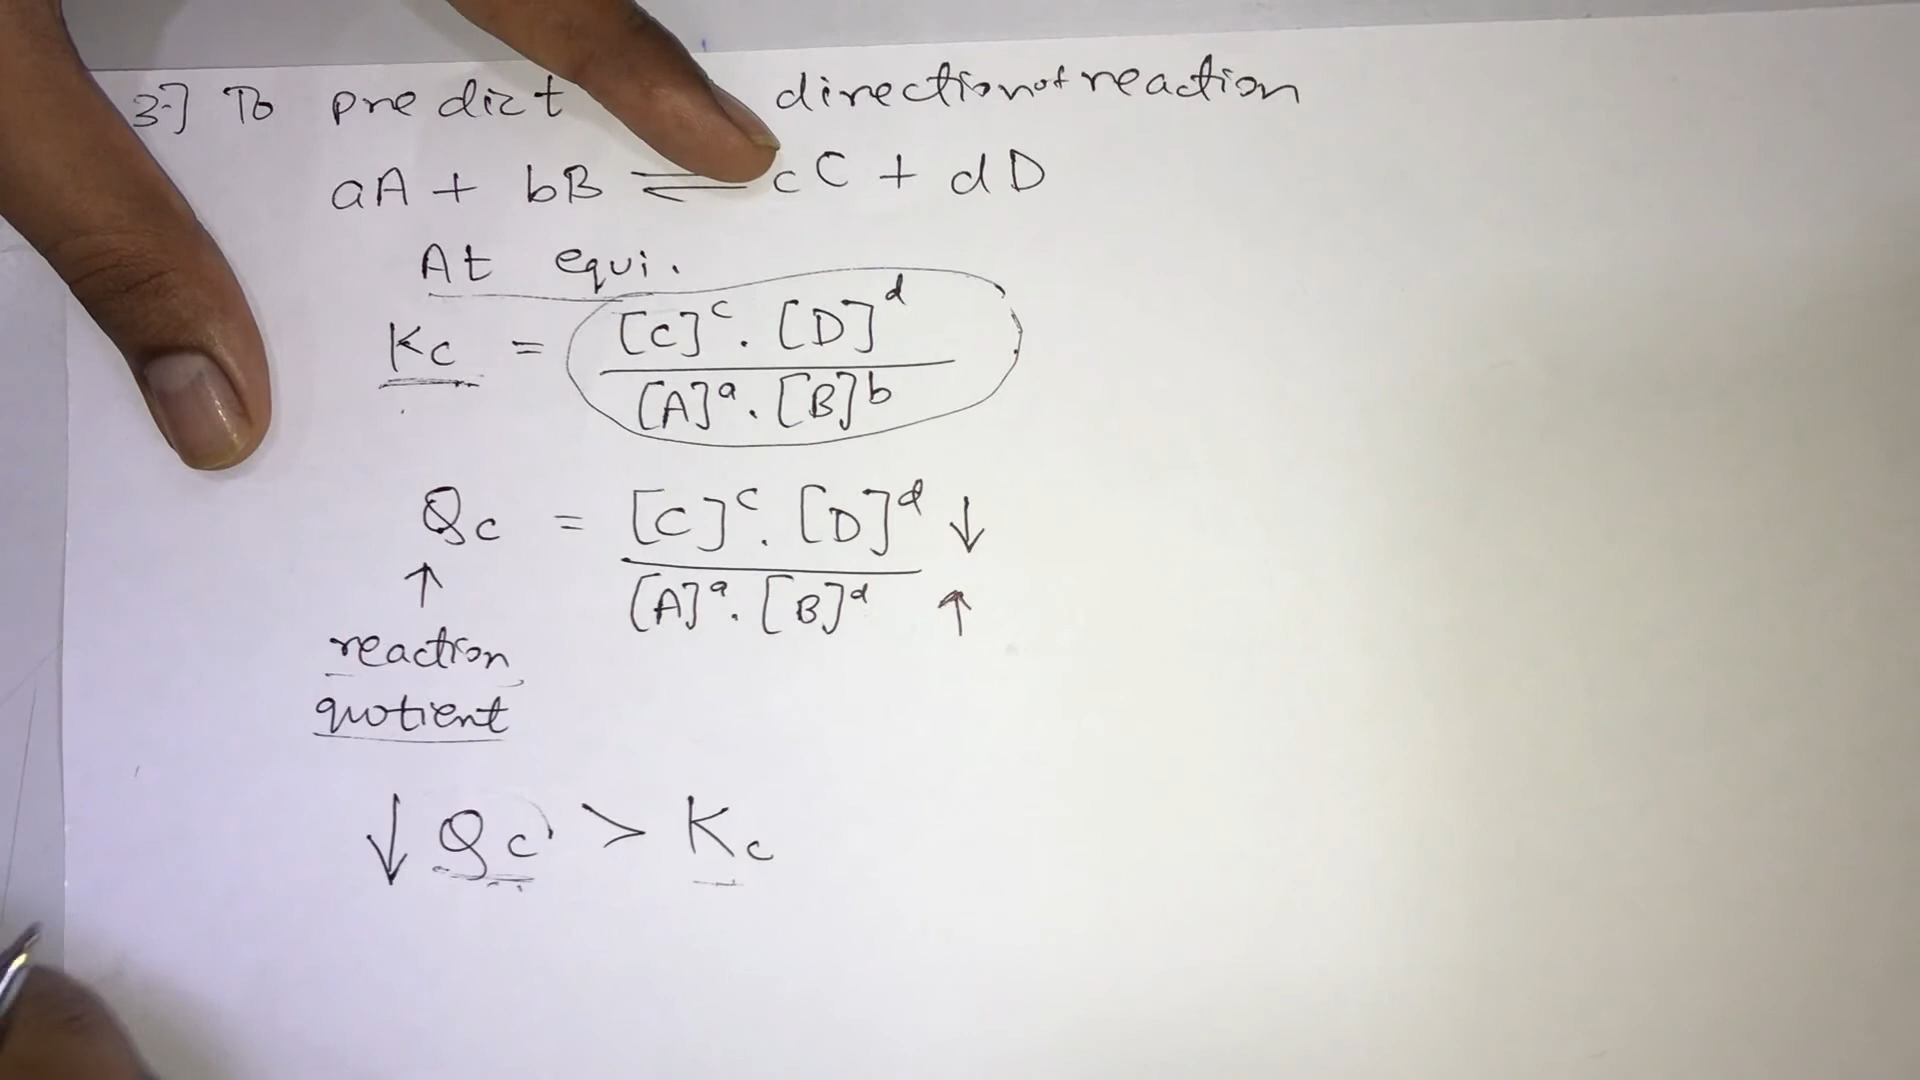 3-] To predict direction of reaction
aA + bB ⇌ cC + dD
At equi.
Kc = [C]^c . [D]^d / [A]^a . [B]^b
Qc = [C]^c . [D]^d ↓ / [A]^a . [B]^d ↑
↑
reaction
quotient
↓ Qc > Kc